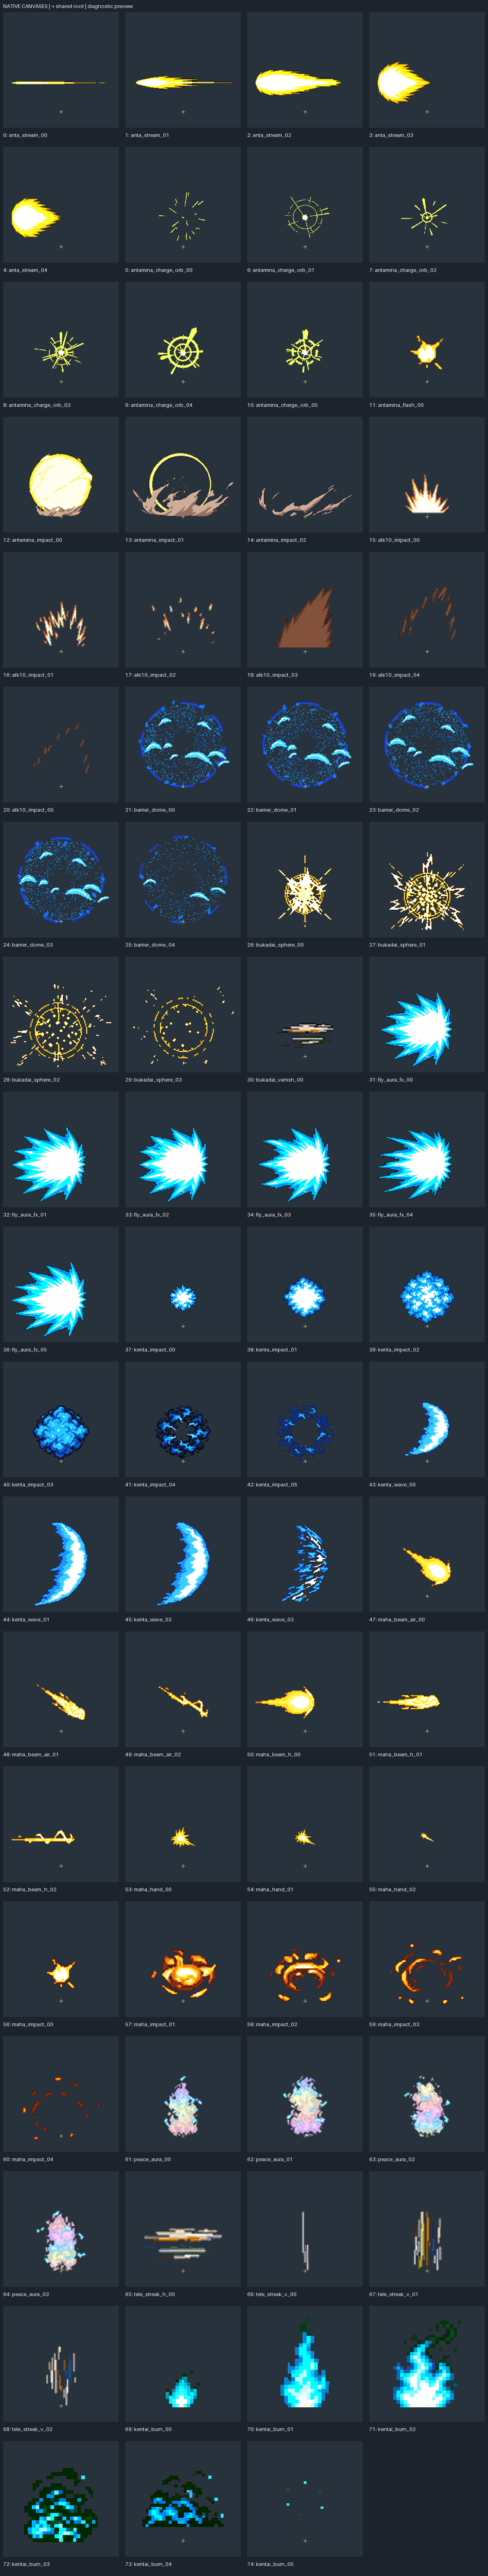 NATIVE CANVASES | + shared root | diagnostic preview
0: anta_stream_00
1: anta_stream_01
2: anta_stream_02
3: anta_stream_03
4: anta_stream_04
5: antamina_charge_orb_00
6: antamina_charge_orb_01
7: antamina_charge_orb_02
8: antamina_charge_orb_03
9: antamina_charge_orb_04
10: antamina_charge_orb_05
11: antamina_flash_00
12: antamina_impact_00
13: antamina_impact_01
14: antamina_impact_02
15: atk10_impact_00
16: atk10_impact_01
17: atk10_impact_02
18: atk10_impact_03
19: atk10_impact_04
20: atk10_impact_05
21: barrier_dome_00
22: barrier_dome_01
23: barrier_dome_02
24: barrier_dome_03
25: barrier_dome_04
26: bukadai_sphere_00
27: bukadai_sphere_01
28: bukadai_sphere_02
29: bukadai_sphere_03
30: bukadai_vanish_00
31: fly_aura_fx_00
32: fly_aura_fx_01
33: fly_aura_fx_02
34: fly_aura_fx_03
35: fly_aura_fx_04
36: fly_aura_fx_05
37: kenta_impact_00
38: kenta_impact_01
39: kenta_impact_02
40: kenta_impact_03
41: kenta_impact_04
42: kenta_impact_05
43: kenta_wave_00
44: kenta_wave_01
45: kenta_wave_02
46: kenta_wave_03
47: maha_beam_air_00
48: maha_beam_air_01
49: maha_beam_air_02
50: maha_beam_h_00
51: maha_beam_h_01
52: maha_beam_h_02
53: maha_hand_00
54: maha_hand_01
55: maha_hand_02
56: maha_impact_00
57: maha_impact_01
58: maha_impact_02
59: maha_impact_03
60: maha_impact_04
61: peace_aura_00
62: peace_aura_01
63: peace_aura_02
64: peace_aura_03
65: tele_streak_h_00
66: tele_streak_v_00
67: tele_streak_v_01
68: tele_streak_v_02
69: kentai_burn_00
70: kentai_burn_01
71: kentai_burn_02
72: kentai_burn_03
73: kentai_burn_04
74: kentai_burn_05